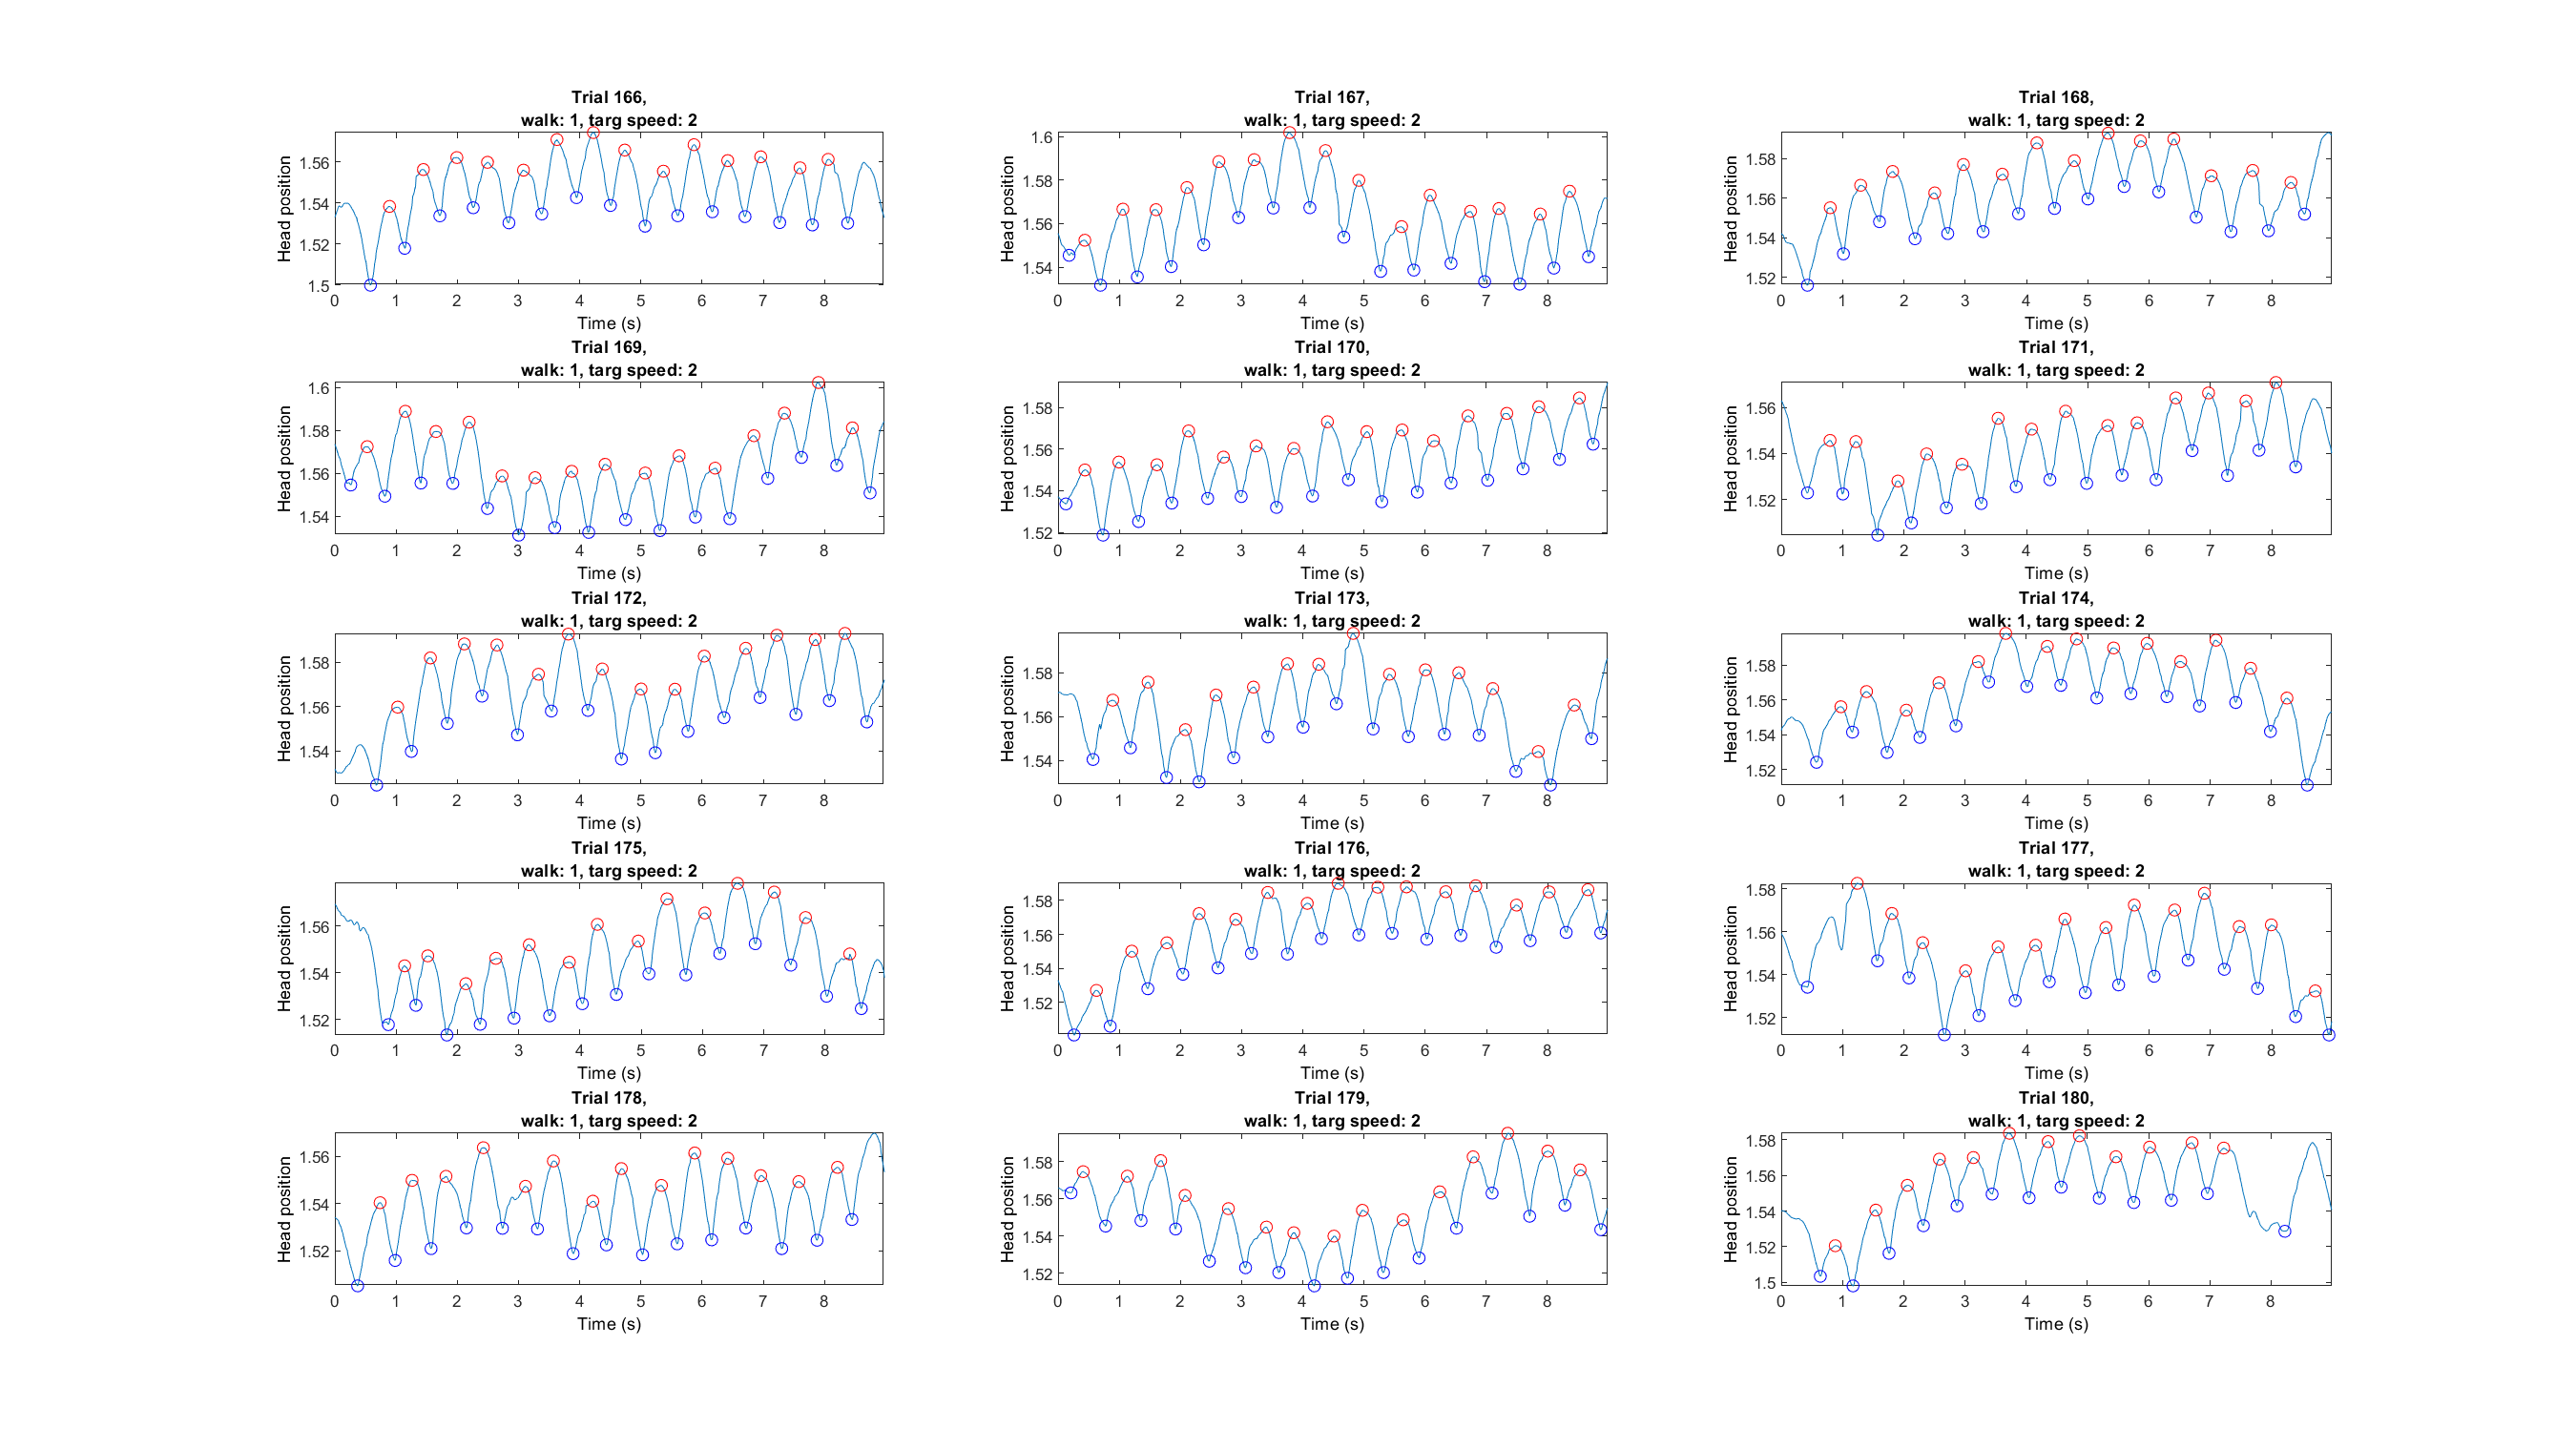 Trial 166,
walk: 1, targ speed: 2
1.56
1.54
1.52
1.5
Head position
0 1 2 3 4 5 6 7 8
Time (s)
Trial 167,
walk: 1, targ speed: 2
1.6
1.58
1.56
1.54
Head position
0 1 2 3 4 5 6 7 8
Time (s)
Trial 168,
walk: 1, targ speed: 2
1.58
1.56
1.54
1.52
Head position
0 1 2 3 4 5 6 7 8
Time (s)
Trial 169,
walk: 1, targ speed: 2
1.6
1.58
1.56
1.54
Head position
0 1 2 3 4 5 6 7 8
Time (s)
Trial 170,
walk: 1, targ speed: 2
1.58
1.56
1.54
1.52
Head position
0 1 2 3 4 5 6 7 8
Time (s)
Trial 171,
walk: 1, targ speed: 2
1.56
1.54
1.52
Head position
0 1 2 3 4 5 6 7 8
Time (s)
Trial 172,
walk: 1, targ speed: 2
1.58
1.56
1.54
Head position
0 1 2 3 4 5 6 7 8
Time (s)
Trial 173,
walk: 1, targ speed: 2
1.58
1.56
1.54
Head position
0 1 2 3 4 5 6 7 8
Time (s)
Trial 174,
walk: 1, targ speed: 2
1.58
1.56
1.54
1.52
Head position
0 1 2 3 4 5 6 7 8
Time (s)
Trial 175,
walk: 1, targ speed: 2
1.56
1.54
1.52
Head position
0 1 2 3 4 5 6 7 8
Time (s)
Trial 176,
walk: 1, targ speed: 2
1.58
1.56
1.54
1.52
Head position
0 1 2 3 4 5 6 7 8
Time (s)
Trial 177,
walk: 1, targ speed: 2
1.58
1.56
1.54
1.52
Head position
0 1 2 3 4 5 6 7 8
Time (s)
Trial 178,
walk: 1, targ speed: 2
1.56
1.54
1.52
Head position
0 1 2 3 4 5 6 7 8
Time (s)
Trial 179,
walk: 1, targ speed: 2
1.58
1.56
1.54
1.52
Head position
0 1 2 3 4 5 6 7 8
Time (s)
Trial 180,
walk: 1, targ speed: 2
1.58
1.56
1.54
1.52
1.5
Head position
0 1 2 3 4 5 6 7 8
Time (s)